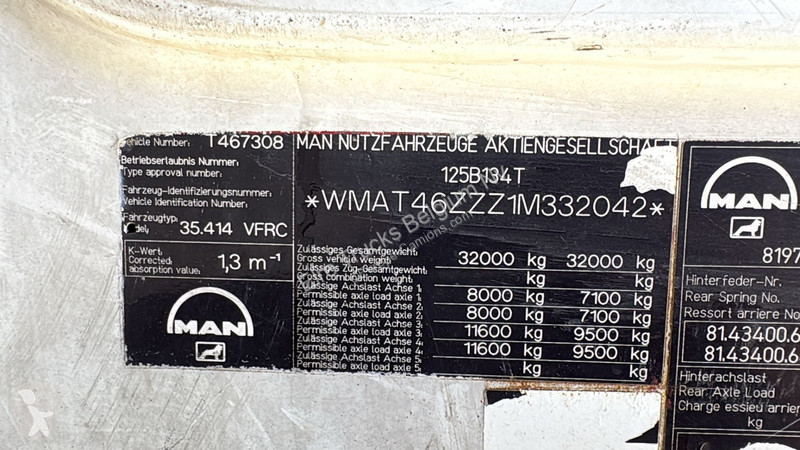 Vehicle Number: T467308
Betriebserlaubnis Nummer:
Type approval number:
Fahrzeug-Identifizierungsnummer:
Vehicle Identification Number:
Fahrzeugtyp:
35.414 VFRC
K-Wert:
Corrected
absorption value: 1,3 m⁻¹
MAN
MAN NUTZFAHRZEUGE AKTIENGESELLSCHAFT
125B134T
*WMAT46ZZZ1M332042*
Zulässiges Gesamtgewicht:
Gross vehicle weight: 32000 kg 32000 kg
Zulässiges Zug-Gesamtgewicht:
Gross combination weight: kg kg
Zulässige Achslast Achse 1:
Permissible axle load axle 1: 8000 kg 7100 kg
Zulässige Achslast Achse 2:
Permissible axle load axle 2: 8000 kg 7100 kg
Zulässige Achslast Achse 3:
Permissible axle load axle 3: 11600 kg 9500 kg
Zulässige Achslast Achse 4:
Permissible axle load axle 4: 11600 kg 9500 kg
Zulässige Achslast Achse 5:
Permissible axle load axle 5: kg kg
MAN
8197
Hinterfeder-Nr.
Rear Spring No.
Ressort arriere No
81.43400.6
81.43400.6
Hinterachslast
Rear Axle Load
Charge essieu arrier
kg